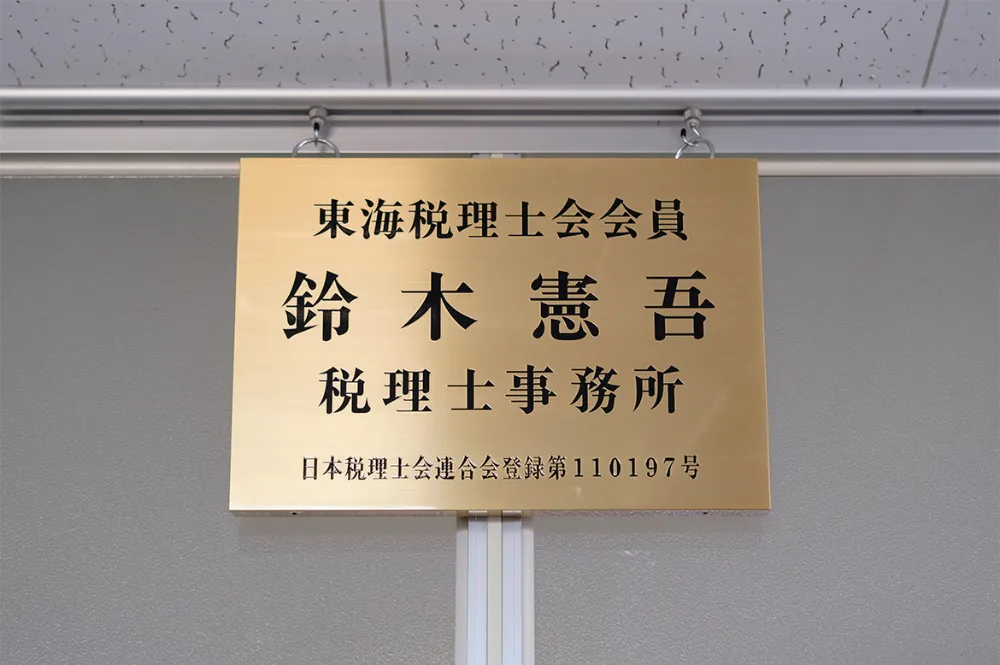 東海税理士会会員
鈴木憲吾
税理士事務所
日本税理士会連合会登録第110197号